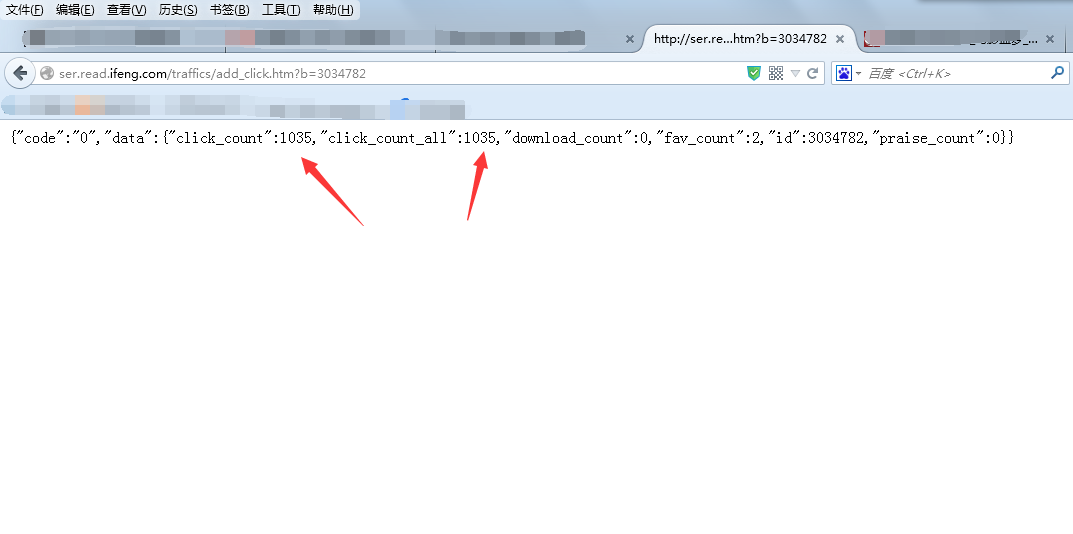 文件(F) 编辑(E) 查看(V) 历史(S) 书签(B) 工具(T) 帮助(H)
http://ser.re...htm?b=3034782
ser.read.ifeng.com/traffics/add_click.htm?b=3034782
百度 <Ctrl+K>
{"code":"0","data":{"click_count":1035,"click_count_all":1035,"download_count":0,"fav_count":2,"id":3034782,"praise_count":0}}